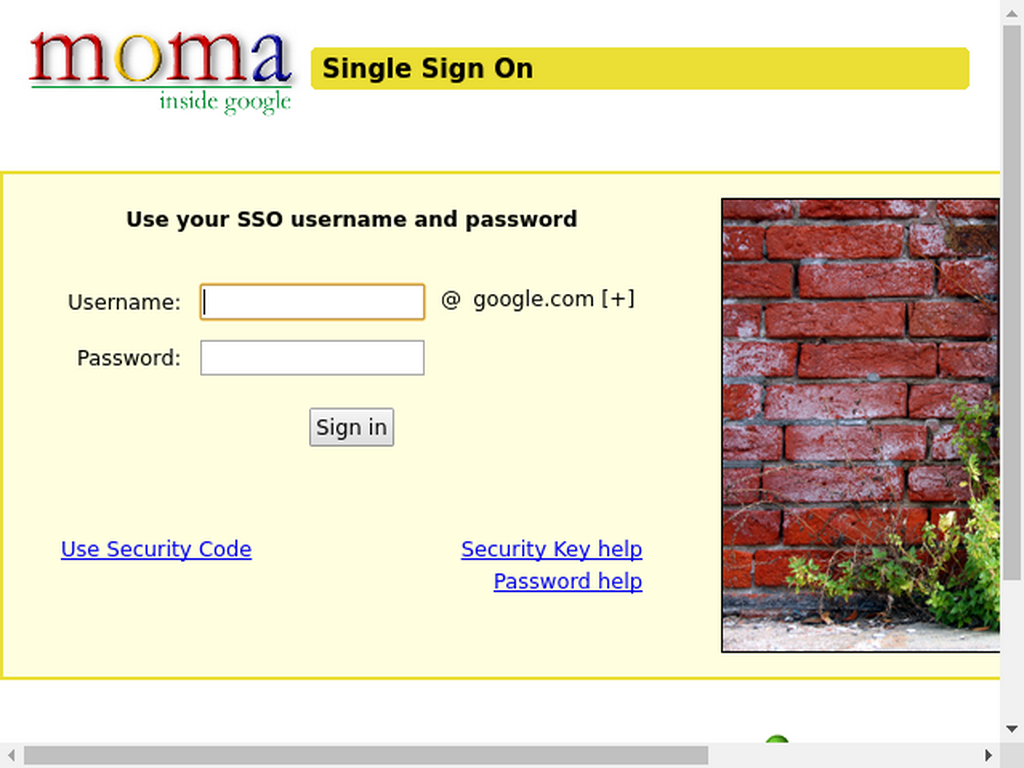 moma
inside google
Single Sign On
Use your SSO username and password
Username: @ google.com [+]
Password:
Sign in
Use Security Code
Security Key help
Password help